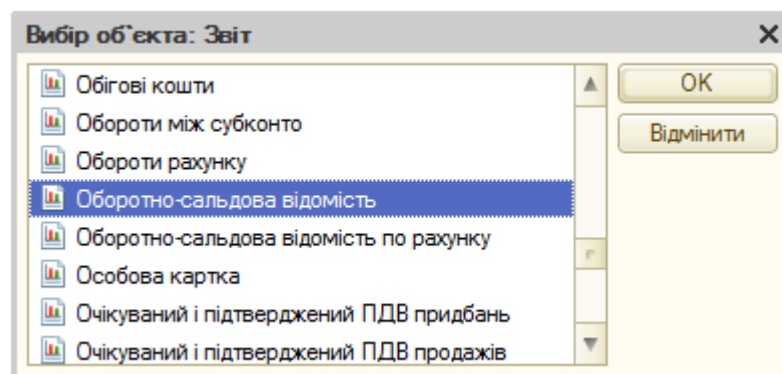 Вибір об`єкта: Звіт
Обігові кошти
Обороти між субконто
Обороти рахунку
Оборотно-сальдова відомість
Оборотно-сальдова відомість по рахунку
Особова картка
Очікуваний і підтверджений ПДВ придбань
Очікуваний і підтверджений ПДВ продажів
OK
Відмінити